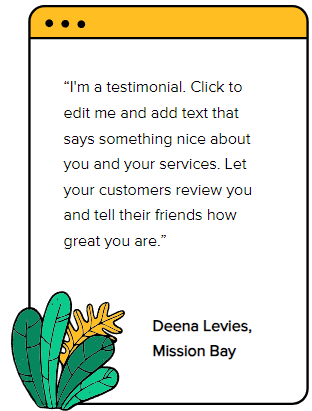 “I'm a testimonial. Click to
edit me and add text that
says something nice about
you and your services. Let
your customers review you
and tell their friends how
great you are.”
Deena Levies,
Mission Bay